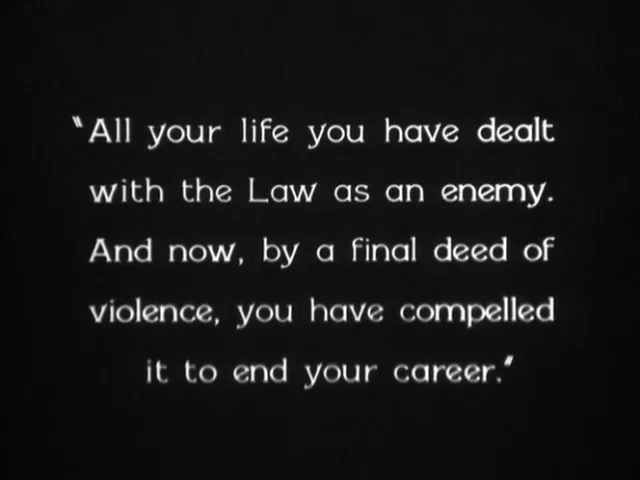 "All your life you have dealt
with the Law as an enemy.
And now, by a final deed of
violence, you have compelled
it to end your career."